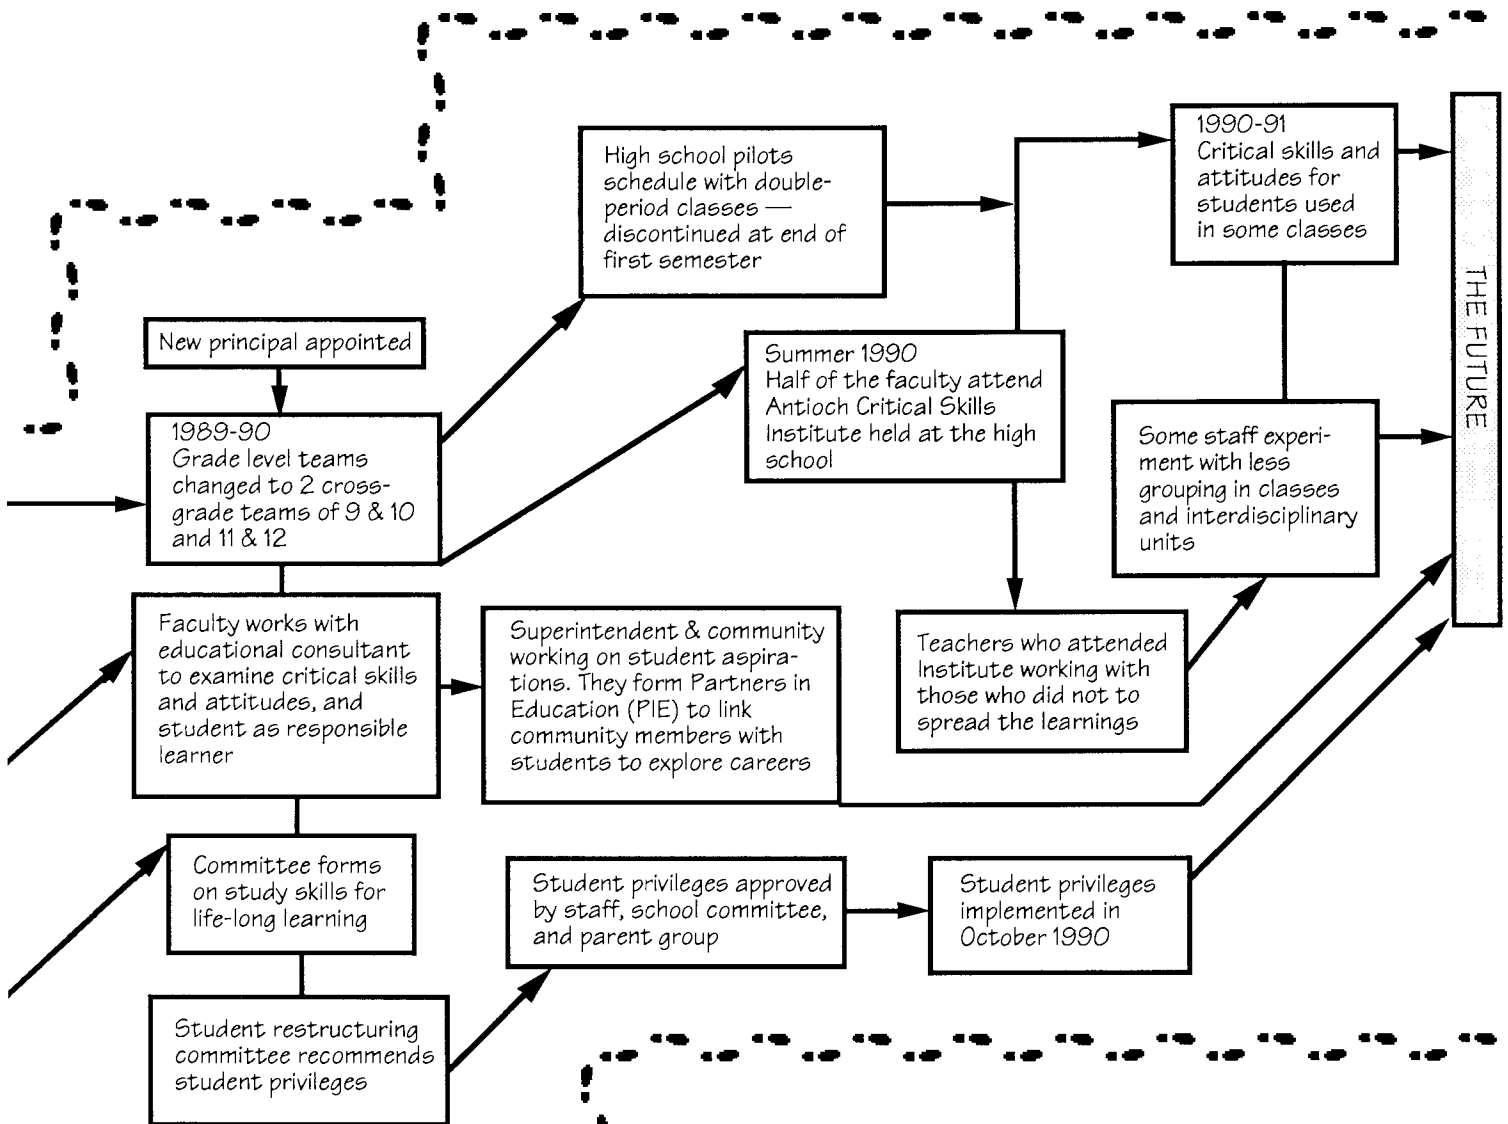 New principal appointed
1989-90
Grade level teams
changed to 2 cross-
grade teams of 9 & 10
and 11 & 12
High school pilots
schedule with double-
period classes —
discontinued at end of
first semester
Summer 1990
Half of the faculty attend
Antioch Critical Skills
Institute held at the high
school
1990-91
Critical skills and
attitudes for
students used
in some classes
Some staff experi-
ment with less
grouping in classes
and interdisciplinary
units
Teachers who attended
Institute working with
those who did not to
spread the learnings
Faculty works with
educational consultant
to examine critical skills
and attitudes, and
student as responsible
learner
Superintendent & community
working on student aspira-
tions. They form Partners in
Education (PIE) to link
community members with
students to explore careers
Committee forms
on study skills for
life-long learning
Student restructuring
committee recommends
student privileges
Student privileges approved
by staff, school committee,
and parent group
Student privileges
implemented in
October 1990
THE FUTURE